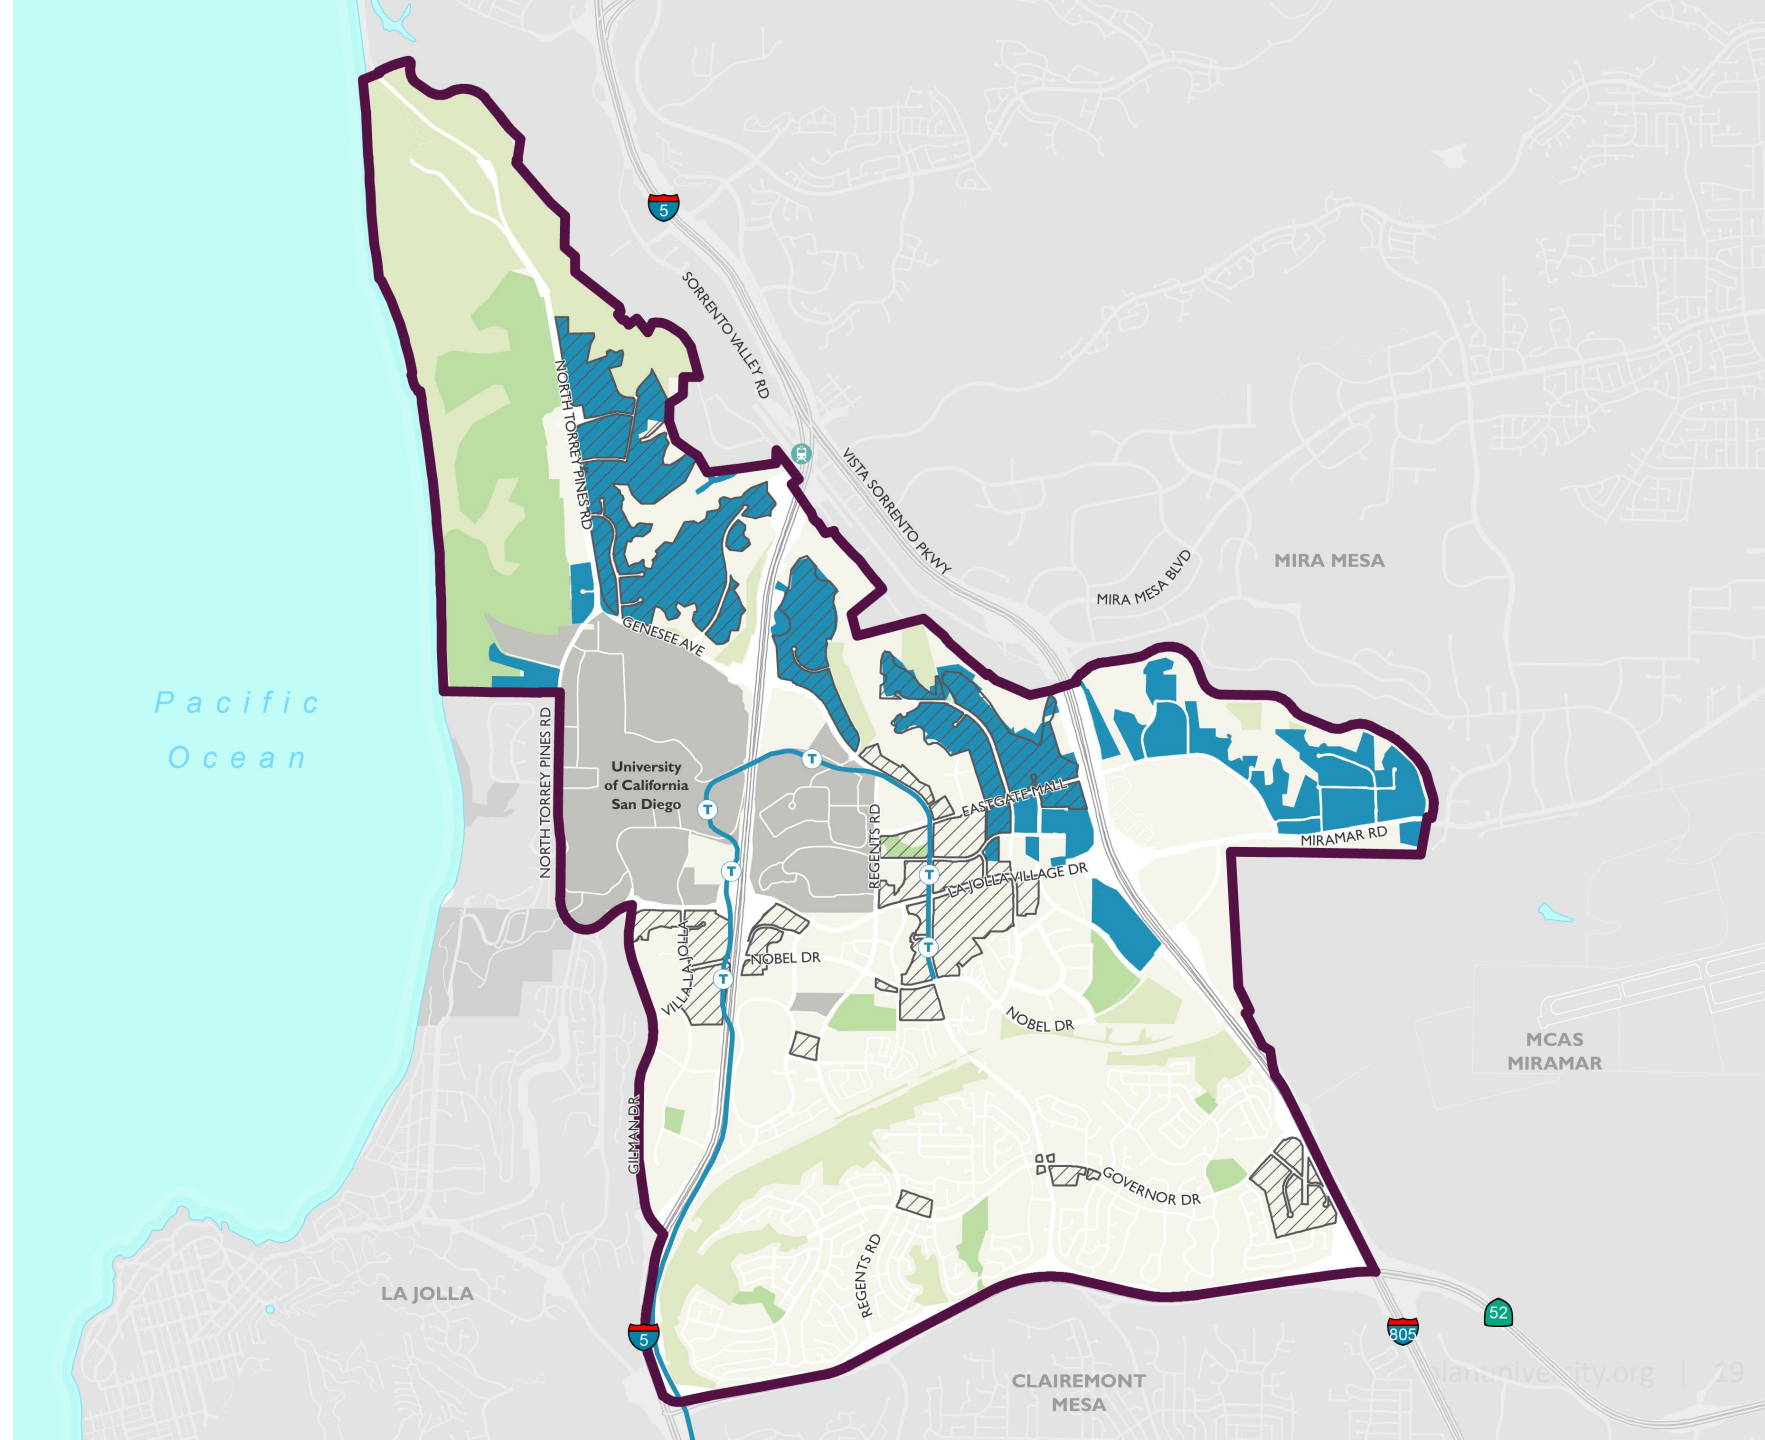 5
SORRENTO VALLEY RD
NORTH TORREY PINES RD
VISTA SORRENTO PKWY
MIRA MESA BLVD
MIRA MESA
GENESEE AVE
Pacific
Ocean
NORTH TORREY PINES RD
University
of California
San Diego
T
T
T
T
T
T
REGENTS RD
EASTGATE MALL
MIRAMAR RD
LA JOLLA VILLAGE DR
VILLA LA JOLLA
NOBEL DR
NOBEL DR
MCAS
MIRAMAR
GILMAN DR
GOVERNOR DR
REGENTS RD
LA JOLLA
5
52
805
CLAIREMONT
MESA
planuniversity.org | 19